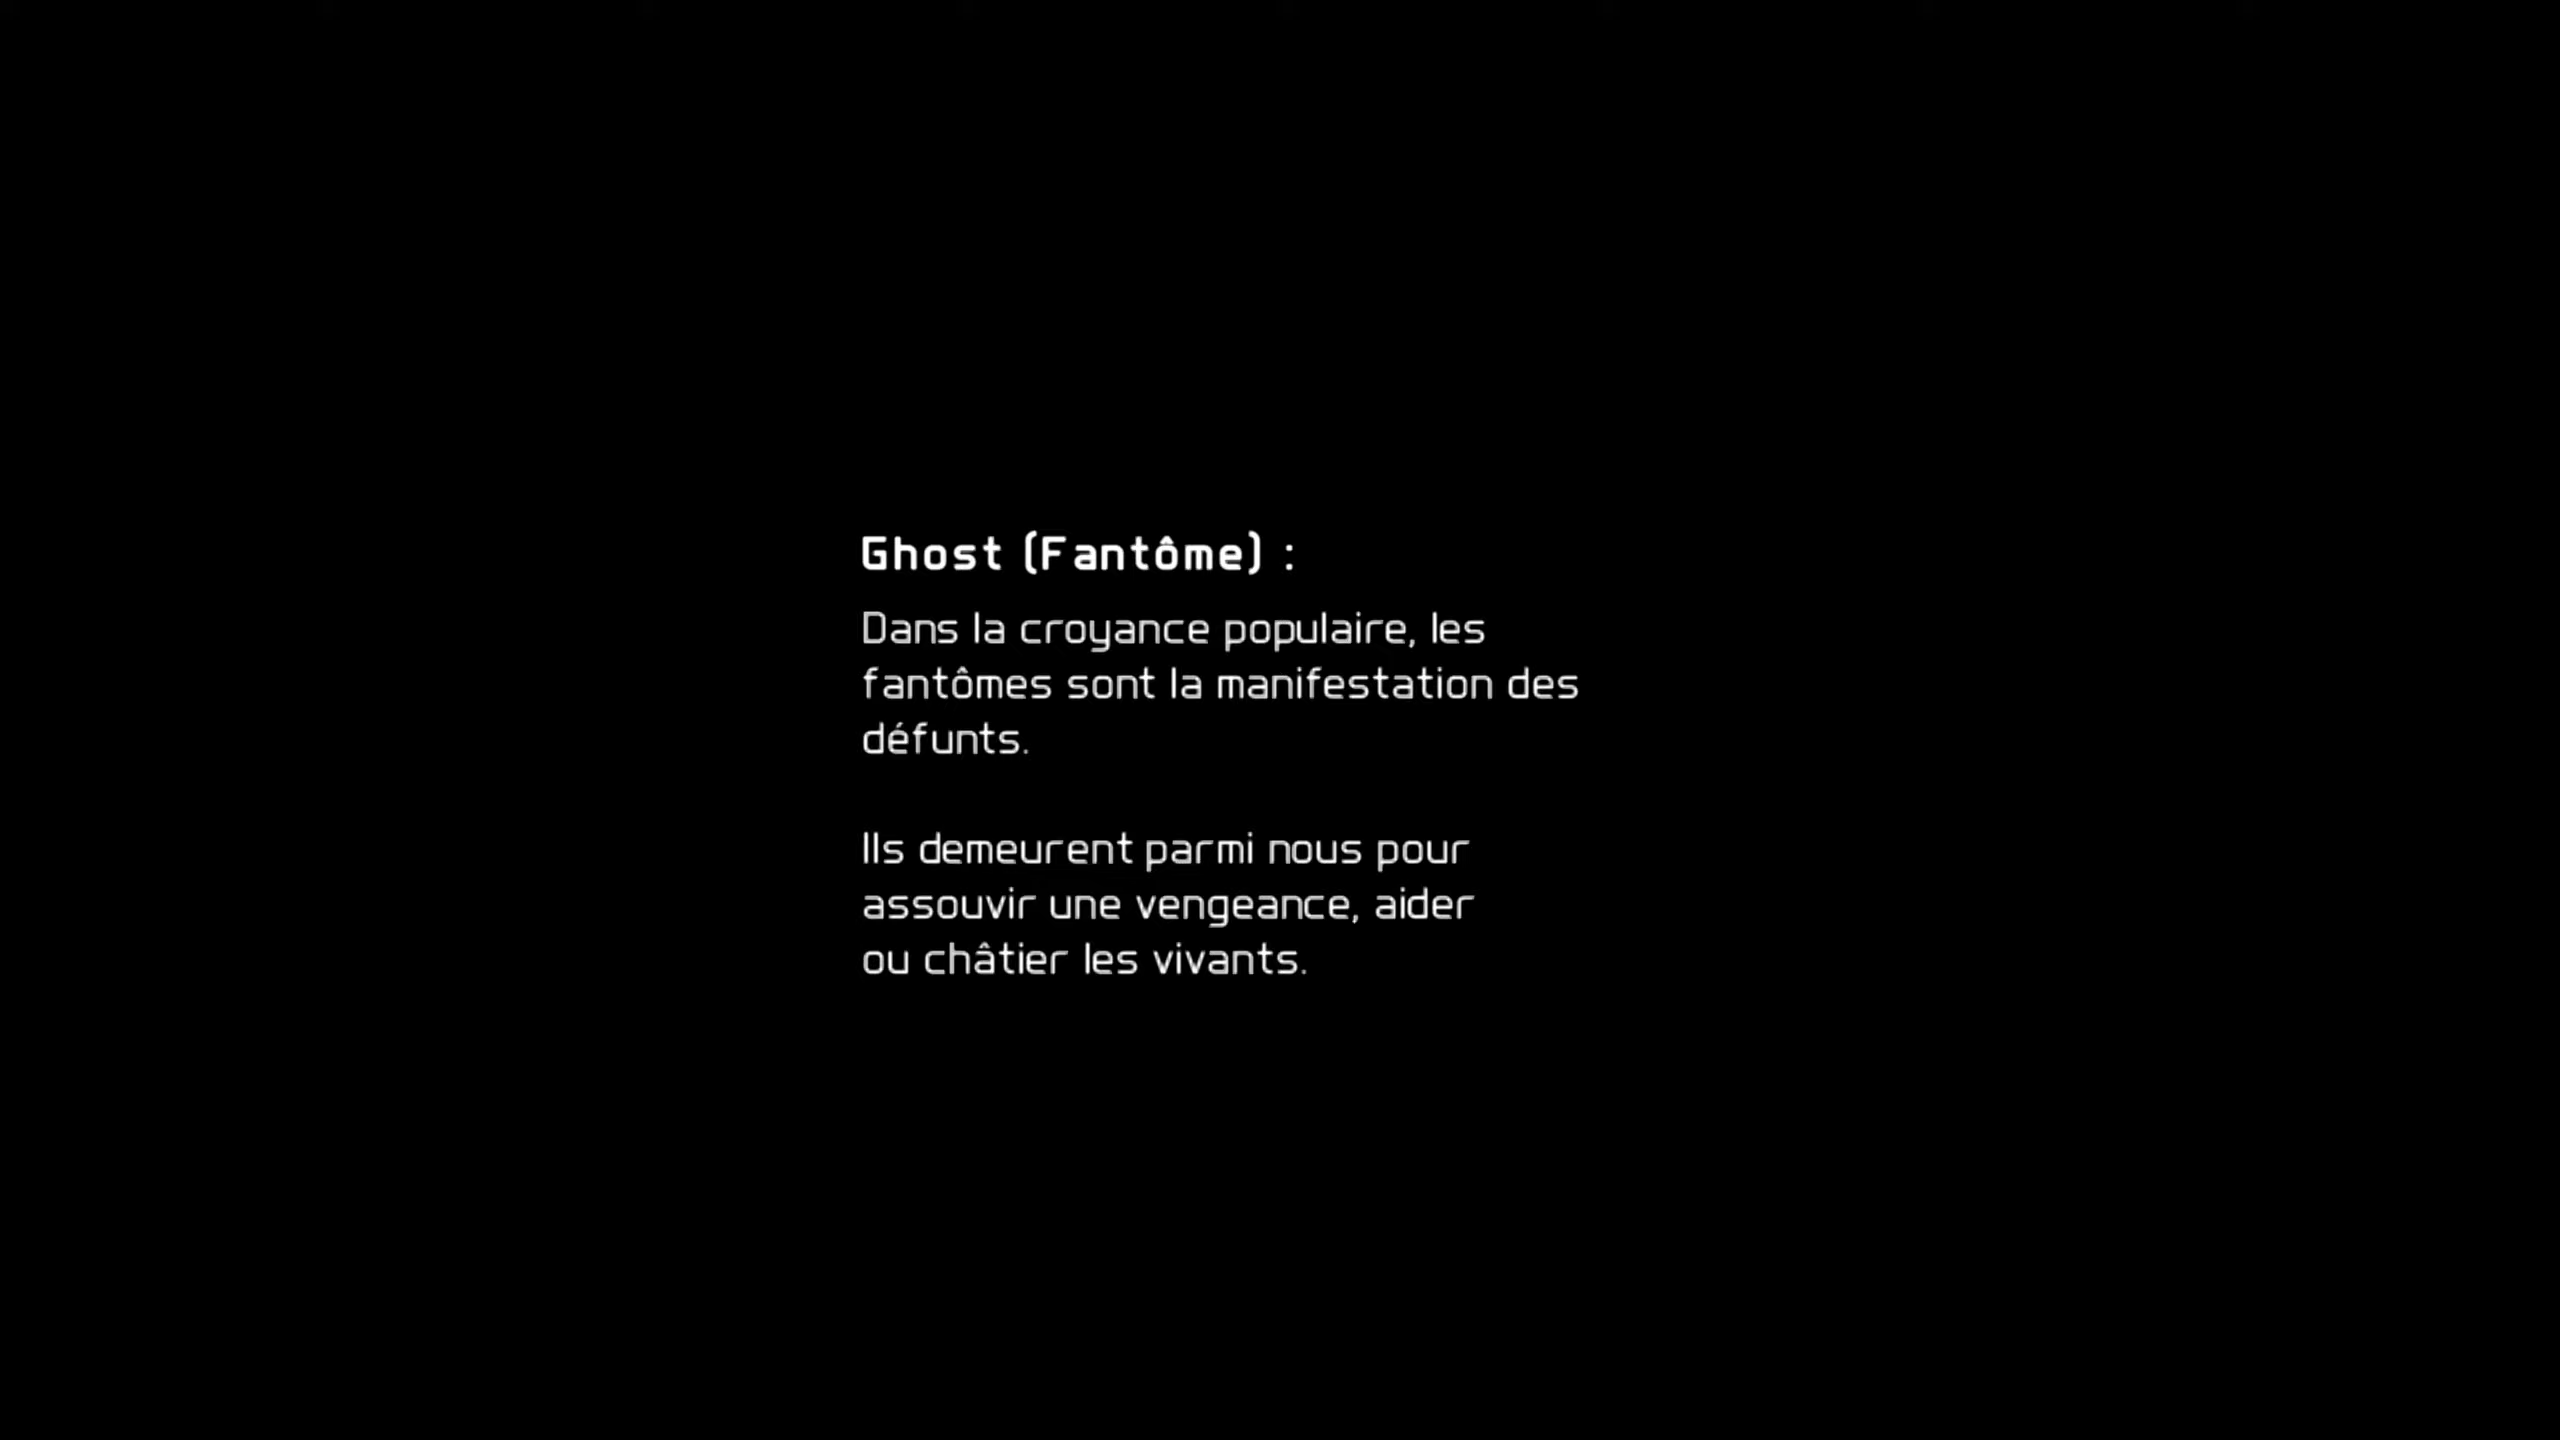 Ghost (Fantôme) :
Dans la croyance populaire, les
fantômes sont la manifestation des
défunts.
Ils demeurent parmi nous pour
assouvir une vengeance, aider
ou châtier les vivants.